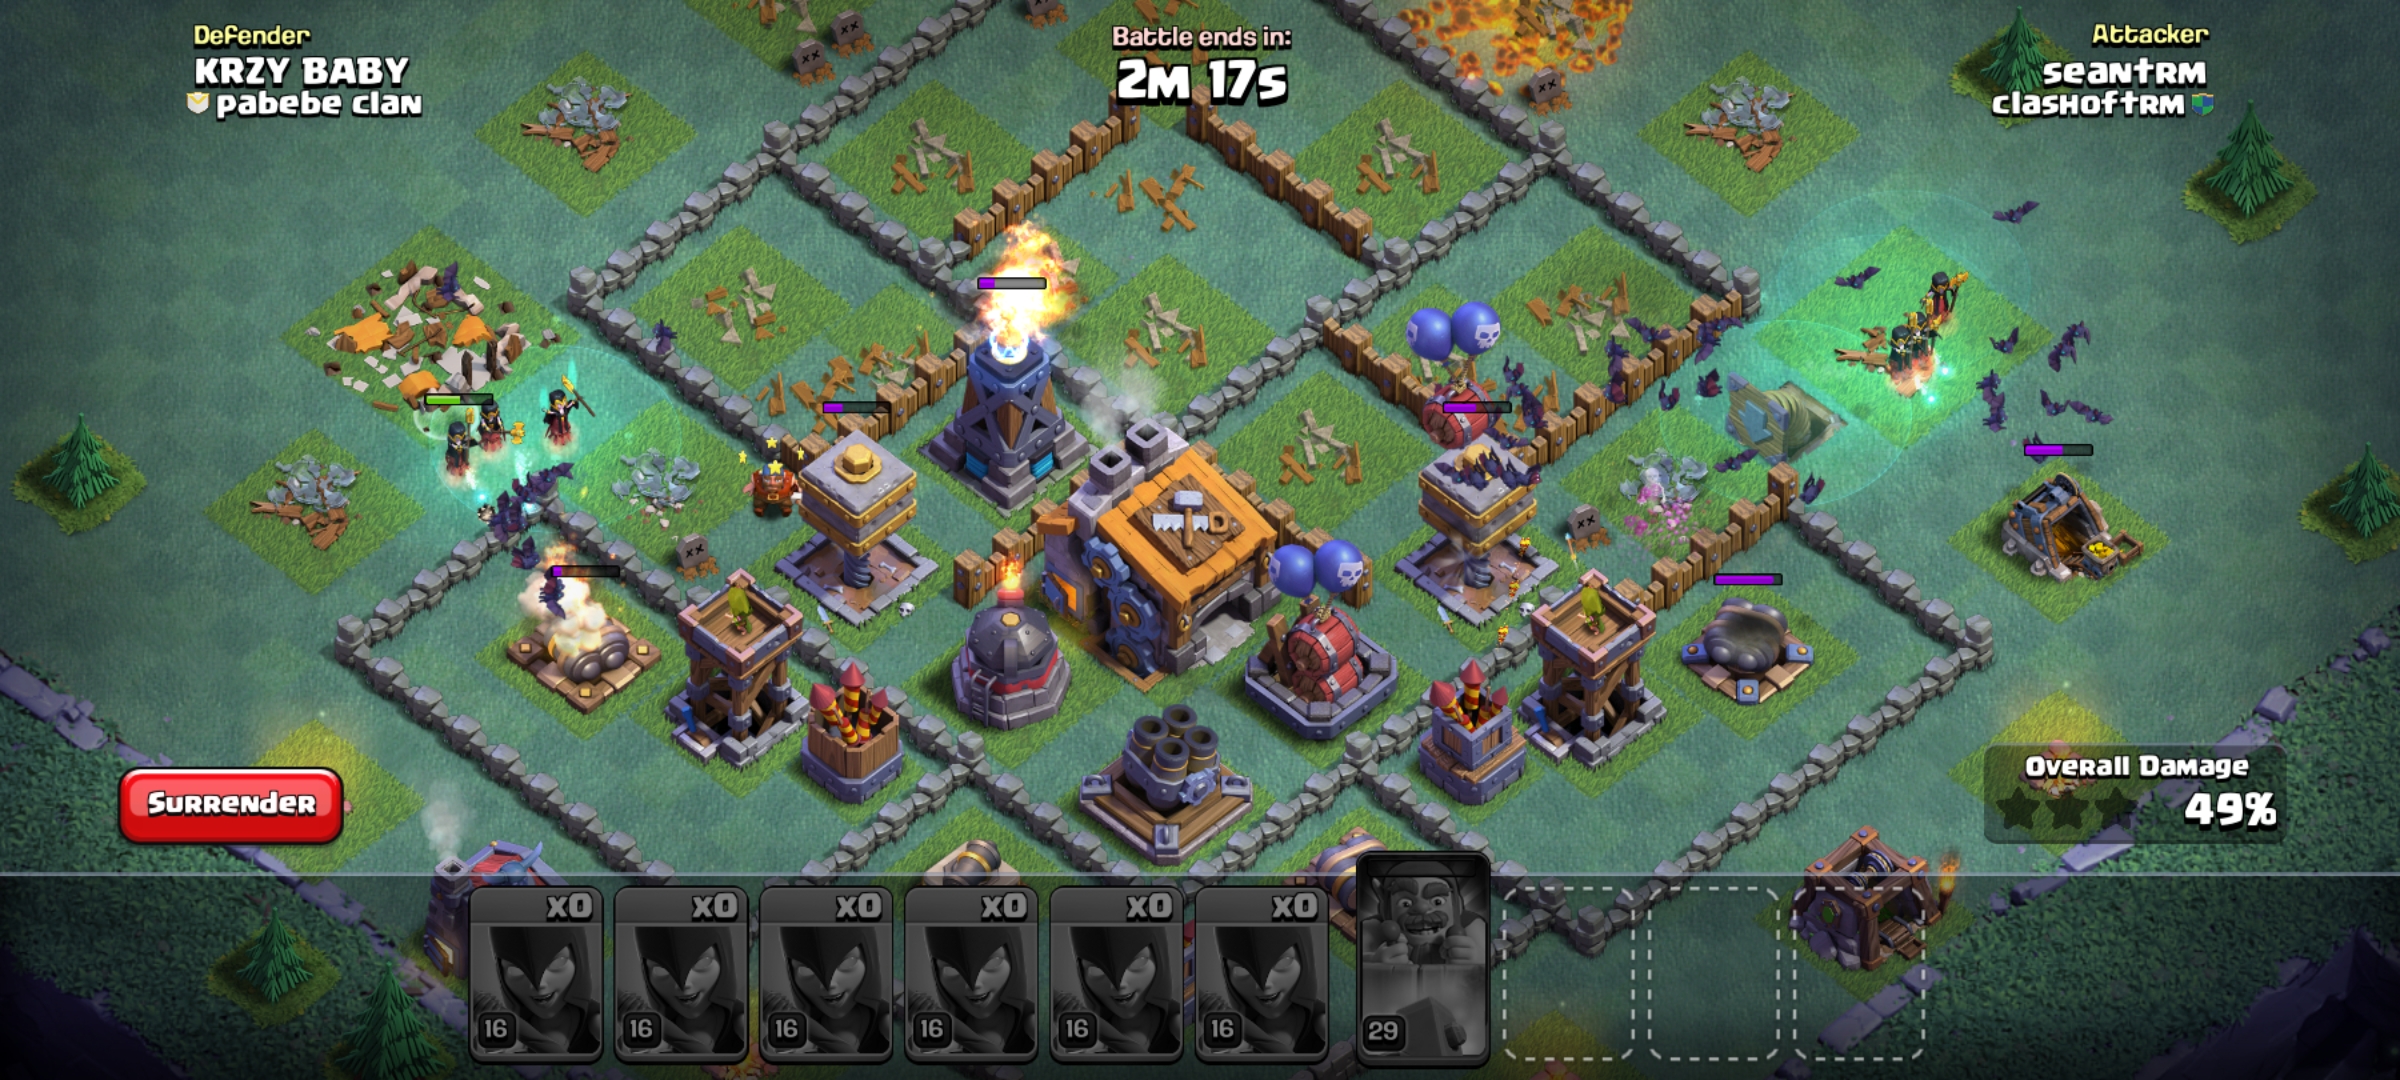 Defender
KRZY BABY
pabebe clan
Battle ends in:
2M 17s
Attacker
seantRM
clashoftRM
Surrender
Overall Damage
49%
x0
x0
x0
x0
x0
x0
16
16
16
16
16
16
29